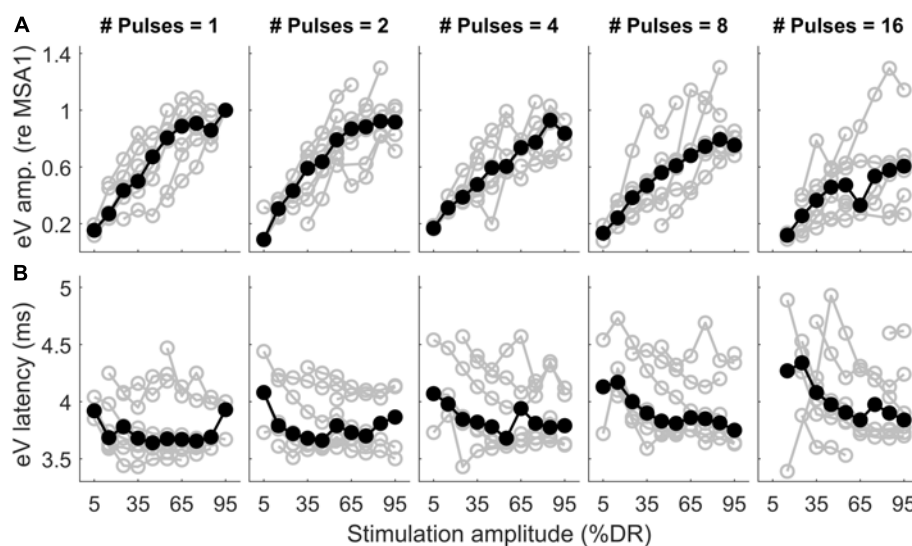 A # Pulses = 1 # Pulses = 2 # Pulses = 4 # Pulses = 8 # Pulses = 16
eV amp. (re MSA1)
1.4
1
0.6
0.2
B
eV latency (ms)
5
4.5
4
3.5
5 35 65 95 5 35 65 95 5 35 65 95 5 35 65 95 5 35 65 95
Stimulation amplitude (%DR)